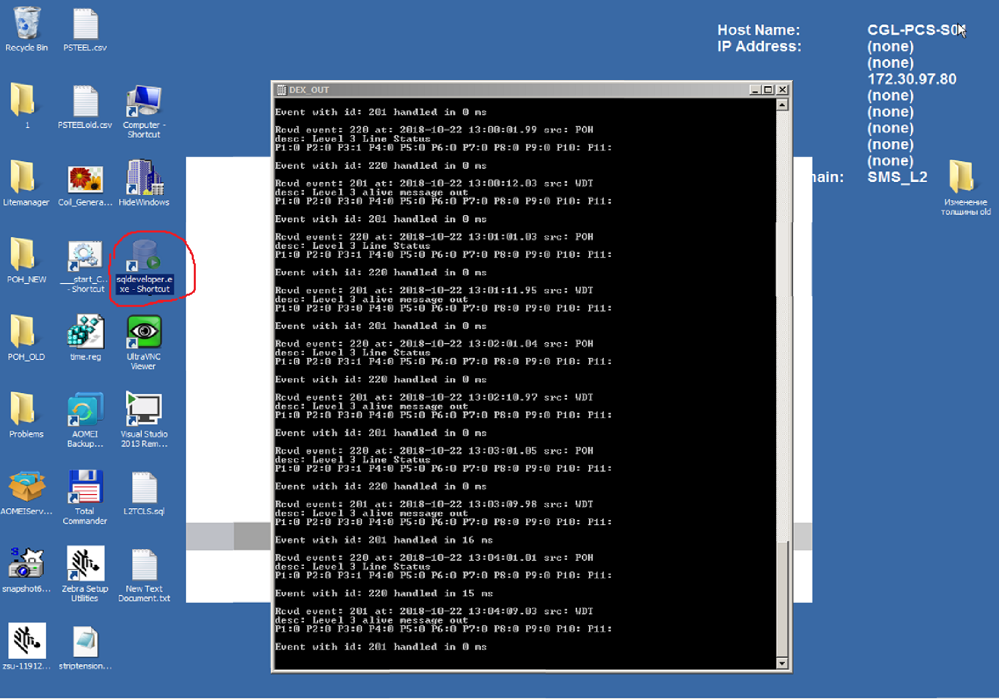 Recycle Bin
PSTEEL.csv
1
PSTEELold.csv
Computer -
Shortcut
Litemanager
Coil_Genera...
HideWindows
POH_NEW
___start_C...
- Shortcut
sqldeveloper.e
xe - Shortcut
POH_OLD
time.reg
UltraVNC
Viewer
Problems
AOMEI
Backup...
Visual Studio
2013 Rem...
AOMEIServ...
Total
Commander
L2TCLS.sql
snapshot6...
Zebra Setup
Utilities
New Text
Document.txt
zsu-11912...
striptension...
DEX_OUT
Event with id: 201 handled in 0 ms
Rcvd event: 220 at: 2018-10-22 13:00:01.99 src: POH
desc: Level 3 Line Status
P1:0 P2:0 P3:1 P4:0 P5:0 P6:0 P7:0 P8:0 P9:0 P10: P11:
Event with id: 220 handled in 0 ms
Rcvd event: 201 at: 2018-10-22 13:00:12.03 src: WDT
desc: Level 3 alive message out
P1:0 P2:0 P3:0 P4:0 P5:0 P6:0 P7:0 P8:0 P9:0 P10: P11:
Event with id: 201 handled in 0 ms
Rcvd event: 220 at: 2018-10-22 13:01:01.03 src: POH
desc: Level 3 Line Status
P1:0 P2:0 P3:1 P4:0 P5:0 P6:0 P7:0 P8:0 P9:0 P10: P11:
Event with id: 220 handled in 0 ms
Rcvd event: 201 at: 2018-10-22 13:01:11.95 src: WDT
desc: Level 3 alive message out
P1:0 P2:0 P3:0 P4:0 P5:0 P6:0 P7:0 P8:0 P9:0 P10: P11:
Event with id: 201 handled in 0 ms
Rcvd event: 220 at: 2018-10-22 13:02:01.04 src: POH
desc: Level 3 Line Status
P1:0 P2:0 P3:1 P4:0 P5:0 P6:0 P7:0 P8:0 P9:0 P10: P11:
Event with id: 220 handled in 0 ms
Rcvd event: 201 at: 2018-10-22 13:02:10.97 src: WDT
desc: Level 3 alive message out
P1:0 P2:0 P3:0 P4:0 P5:0 P6:0 P7:0 P8:0 P9:0 P10: P11:
Event with id: 201 handled in 0 ms
Rcvd event: 220 at: 2018-10-22 13:03:01.05 src: POH
desc: Level 3 Line Status
P1:0 P2:0 P3:1 P4:0 P5:0 P6:0 P7:0 P8:0 P9:0 P10: P11:
Event with id: 220 handled in 0 ms
Rcvd event: 201 at: 2018-10-22 13:03:09.98 src: WDT
desc: Level 3 alive message out
P1:0 P2:0 P3:0 P4:0 P5:0 P6:0 P7:0 P8:0 P9:0 P10: P11:
Event with id: 201 handled in 16 ms
Rcvd event: 220 at: 2018-10-22 13:04:01.01 src: POH
desc: Level 3 Line Status
P1:0 P2:0 P3:1 P4:0 P5:0 P6:0 P7:0 P8:0 P9:0 P10: P11:
Event with id: 220 handled in 15 ms
Rcvd event: 201 at: 2018-10-22 13:04:09.03 src: WDT
desc: Level 3 alive message out
P1:0 P2:0 P3:0 P4:0 P5:0 P6:0 P7:0 P8:0 P9:0 P10: P11:
Event with id: 201 handled in 0 ms
Host Name:
IP Address:
(none)
(none)
172.30.97.80
(none)
(none)
(none)
(none)
(none)
main: SMS_L2
Изменение
толщины old